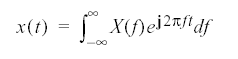 x(t) = ∫_{-∞}^{∞} X(f) e^{j2πft} df